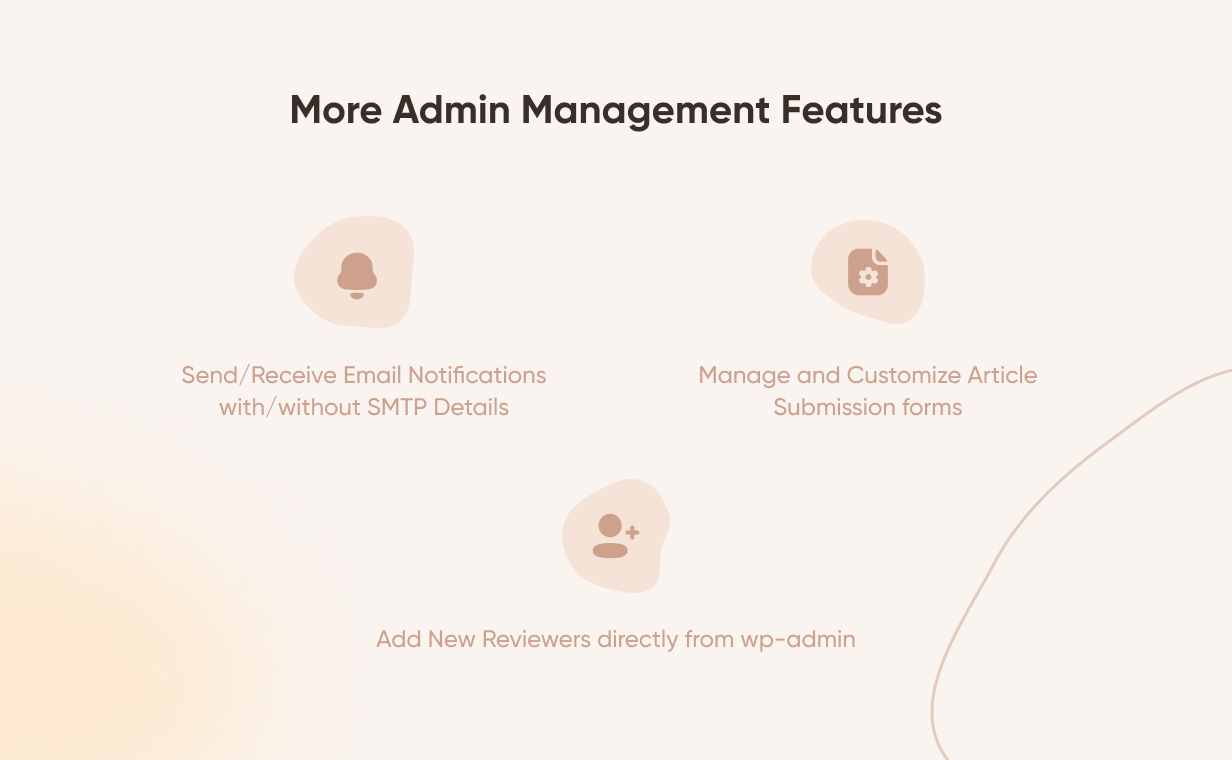 More Admin Management Features
Send/Receive Email Notifications
with/without SMTP Details
Manage and Customize Article
Submission forms
Add New Reviewers directly from wp-admin